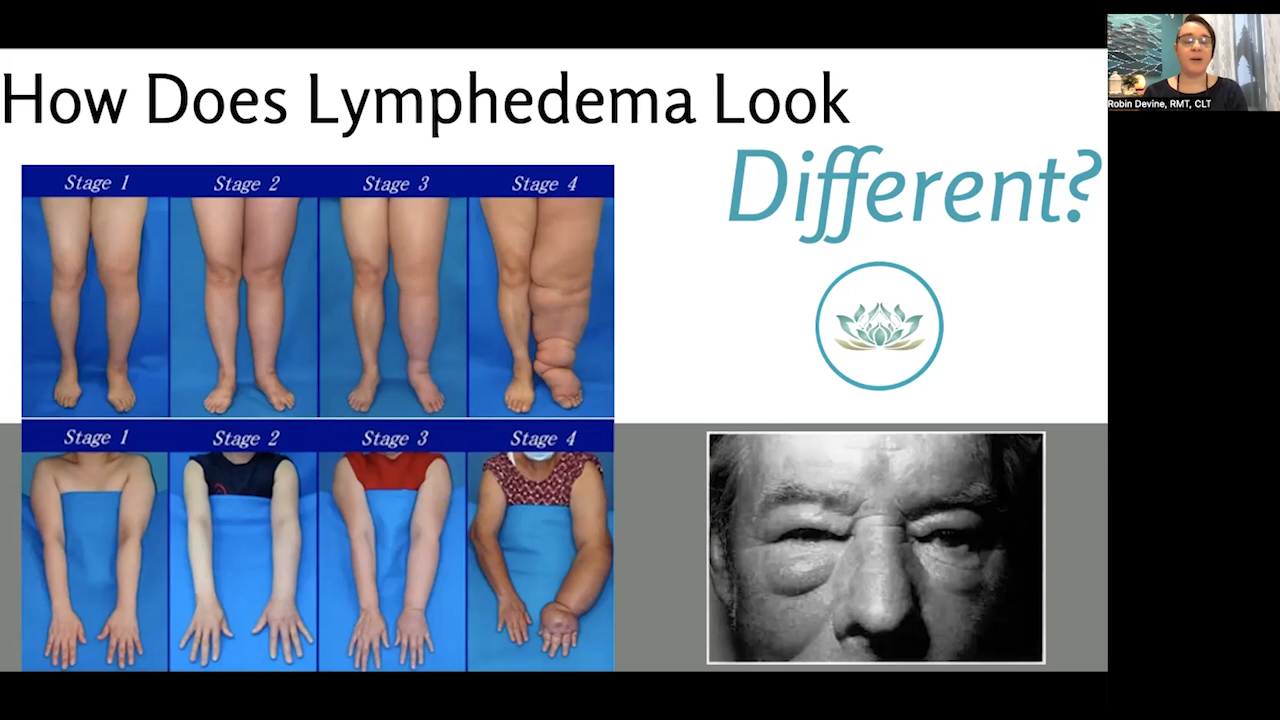 How Does Lymphedema Look
Different?
Stage 1 Stage 2 Stage 3 Stage 4
Stage 1 Stage 2 Stage 3 Stage 4
Robin Devine, RMT, CLT